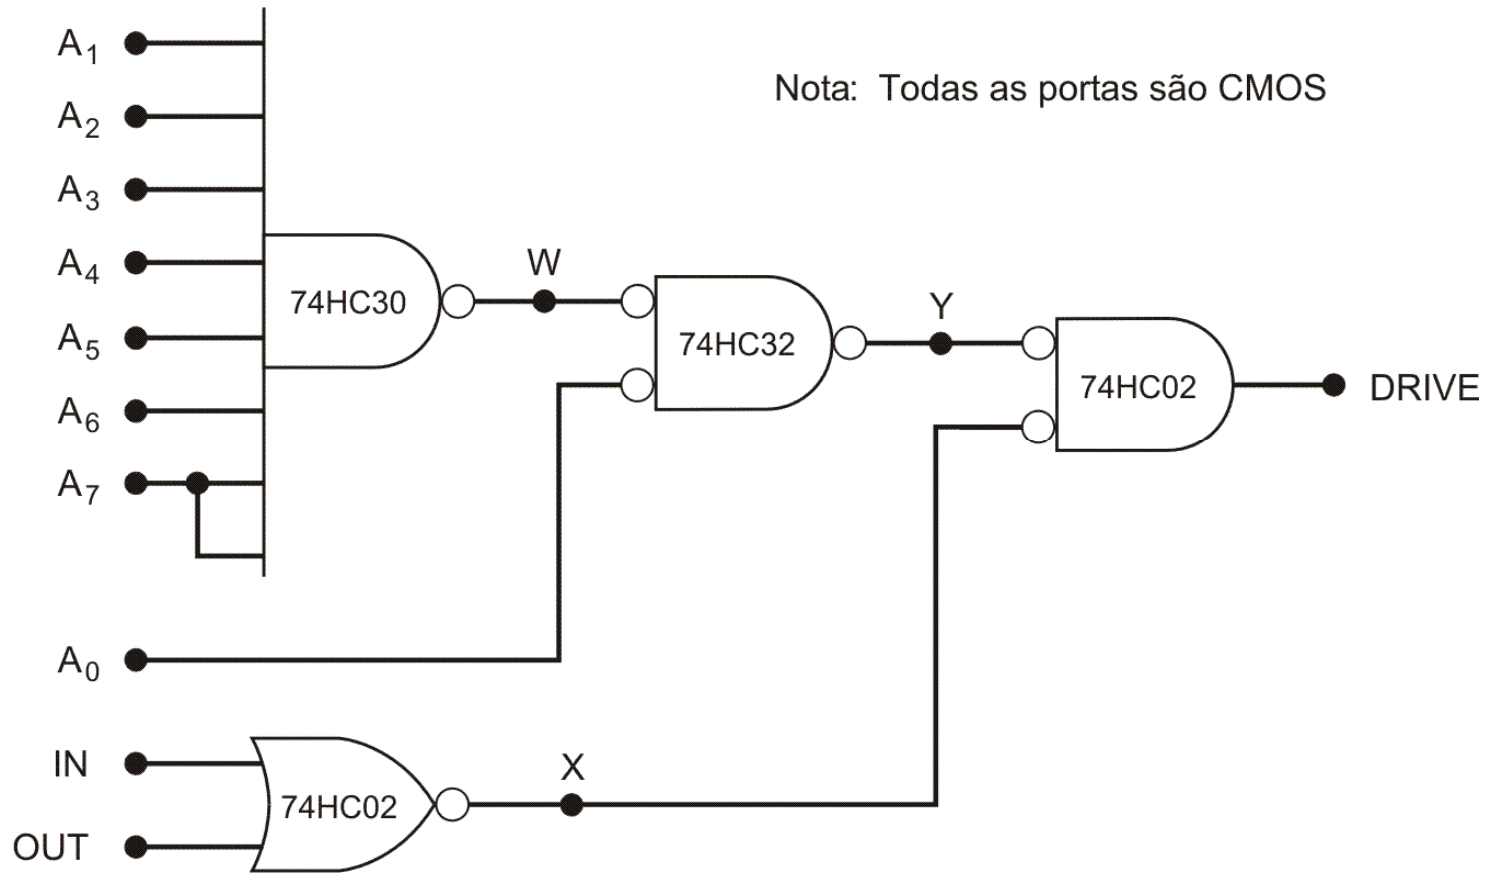 A1
A2
A3
A4
A5
A6
A7
A0
IN
OUT
Nota: Todas as portas são CMOS
74HC30
W
74HC32
Y
74HC02
DRIVE
74HC02
X